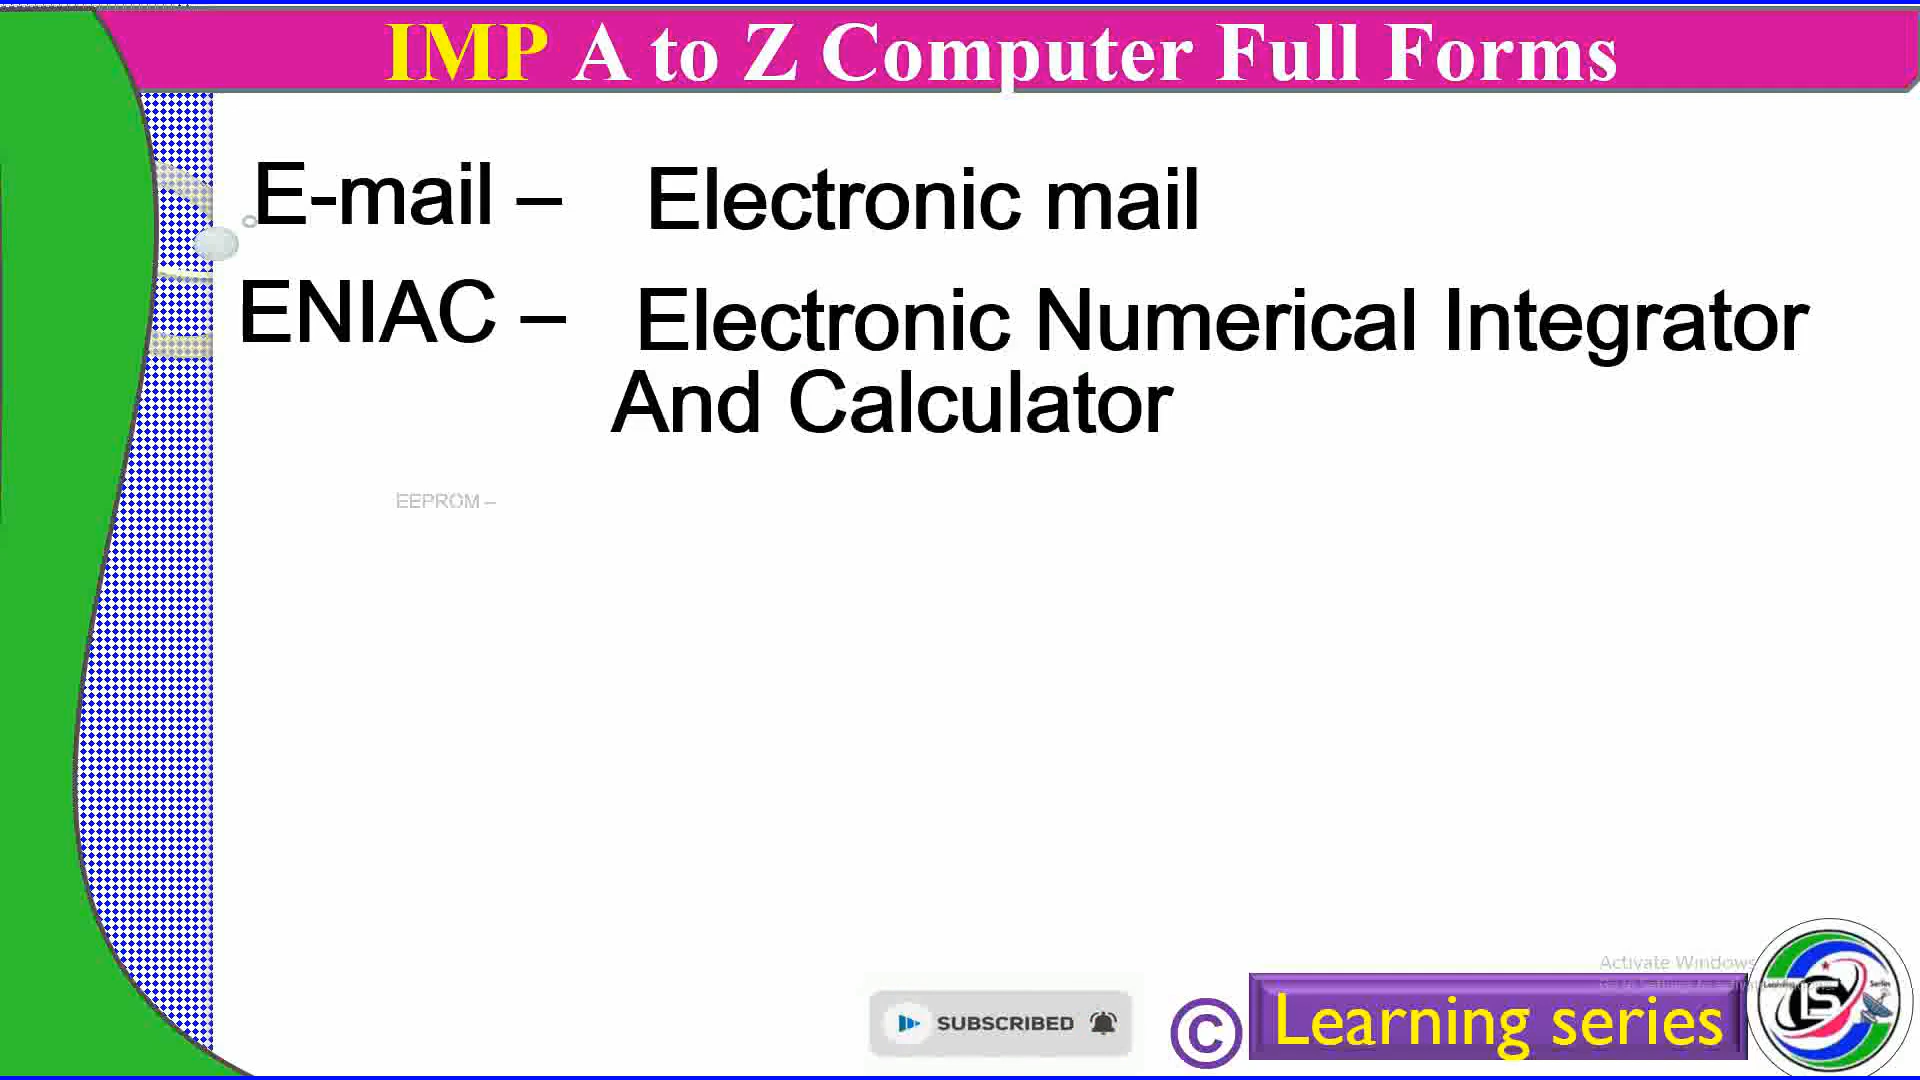 IMP A to Z Computer Full Forms
E-mail – Electronic mail
ENIAC – Electronic Numerical Integrator
And Calculator
EEPROM –
Activate Windows
SUBSCRIBED
© Learning series
LS